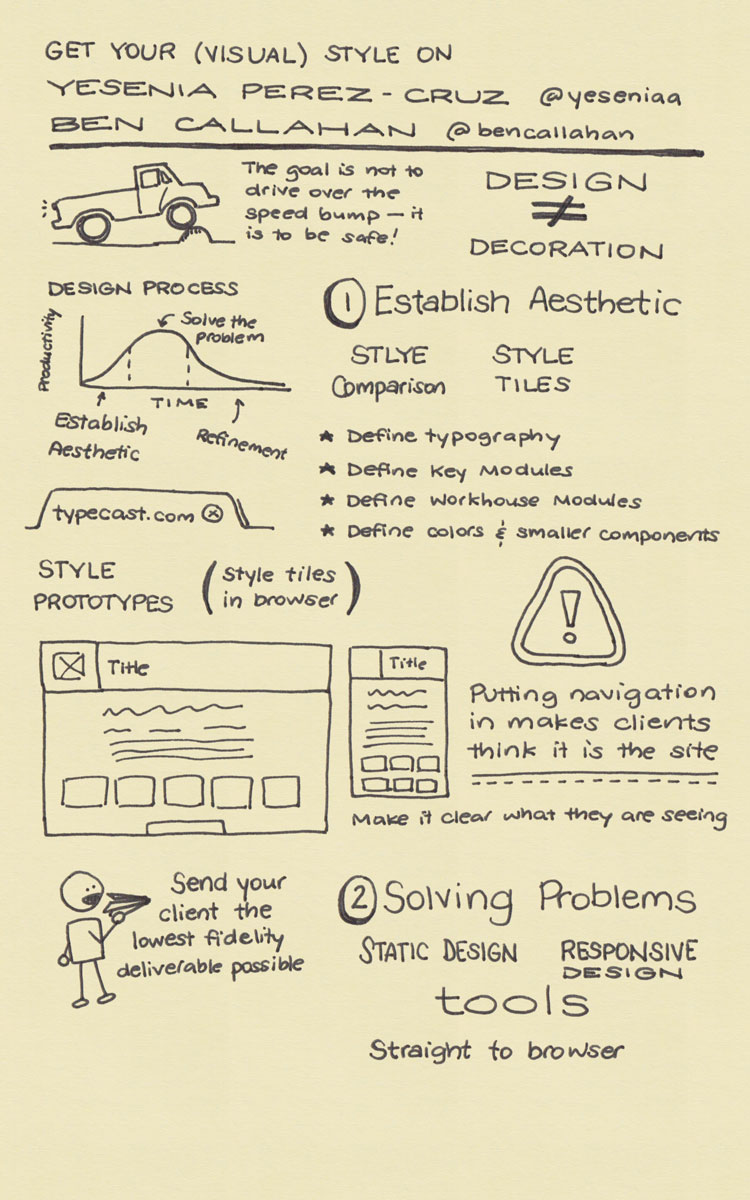 GET YOUR (VISUAL) STYLE ON
YESENIA PEREZ-CRUZ @yeseniaa
BEN CALLAHAN @bencallahan
The goal is not to
drive over the
speed bump — it
is to be safe!
DESIGN
≠
DECORATION
DESIGN PROCESS
Productivity
Solve the
problem
TIME
Establish
Aesthetic
Refinement
typecast.com ⓧ
1 Establish Aesthetic
STLYE
Comparison
STYLE
TILES
★ Define typography
★ Define Key Modules
★ Define Workhouse Modules
★ Define colors & smaller components
STYLE
PROTOTYPES
(Style tiles
in browser)
Title
Title
!
Putting navigation
in makes clients
think it is the site
Make it clear what they are seeing
Send your
client the
lowest fidelity
deliverable possible
2 Solving Problems
STATIC DESIGN
RESPONSIVE
DESIGN
tools
Straight to browser